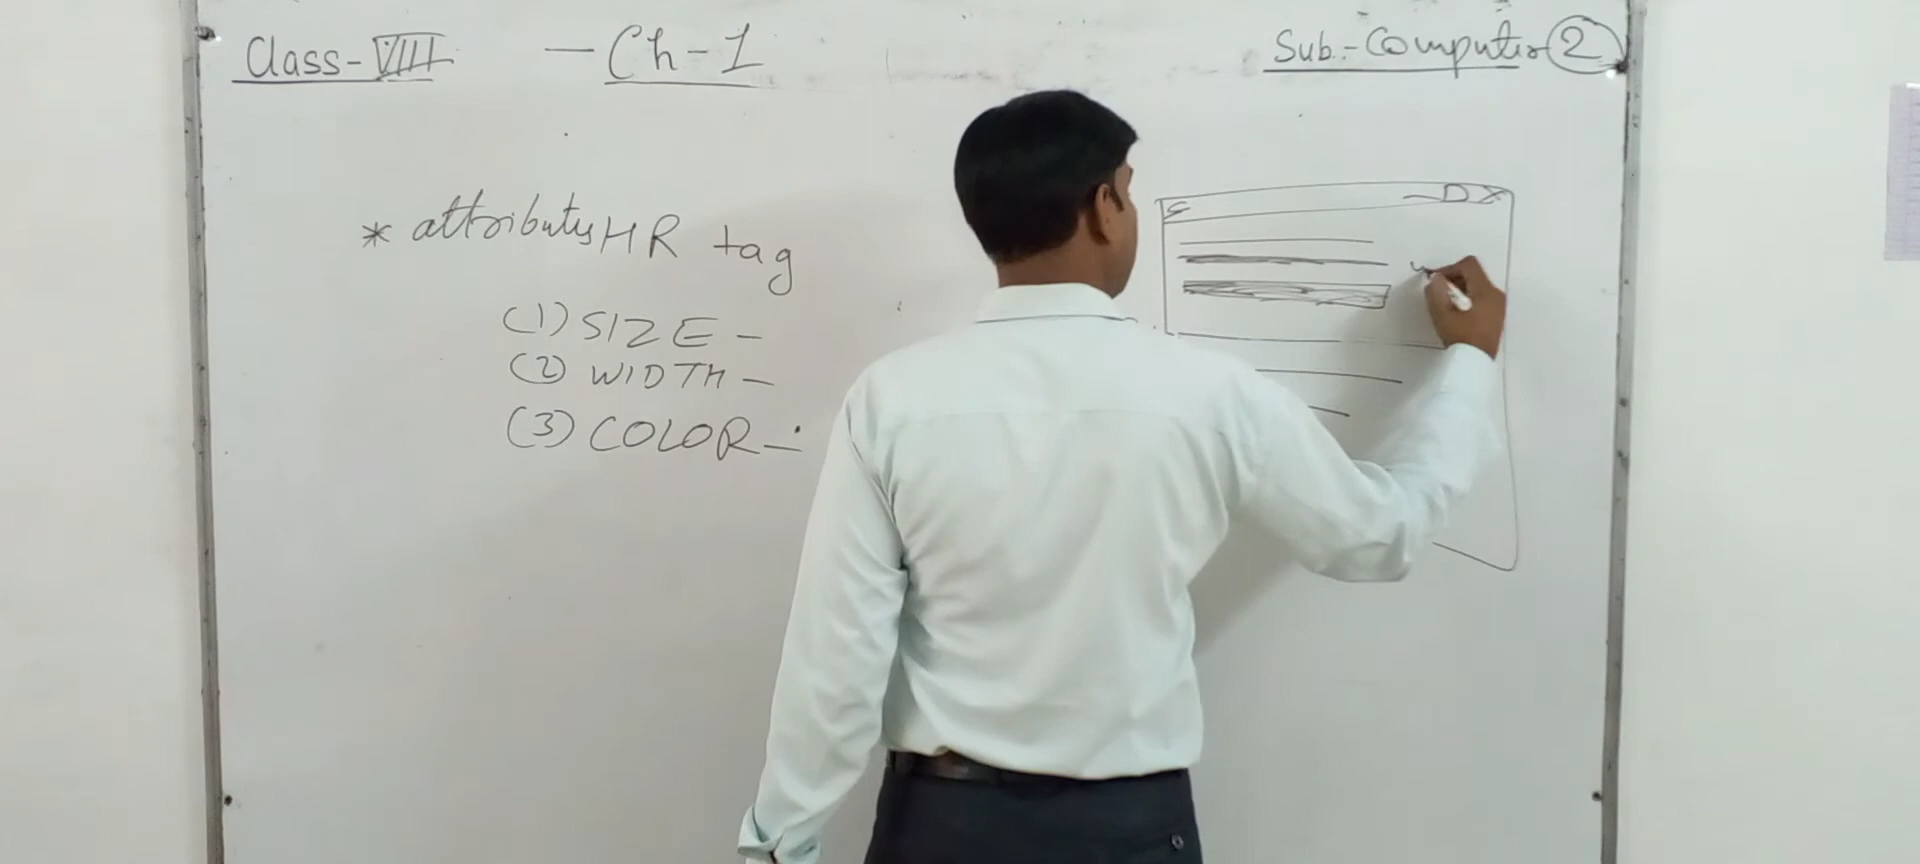 Class-VIII — Ch-1 Sub.-Computer 2
* attributes HR tag
(1) SIZE -
(2) WIDTH -
(3) COLOR -